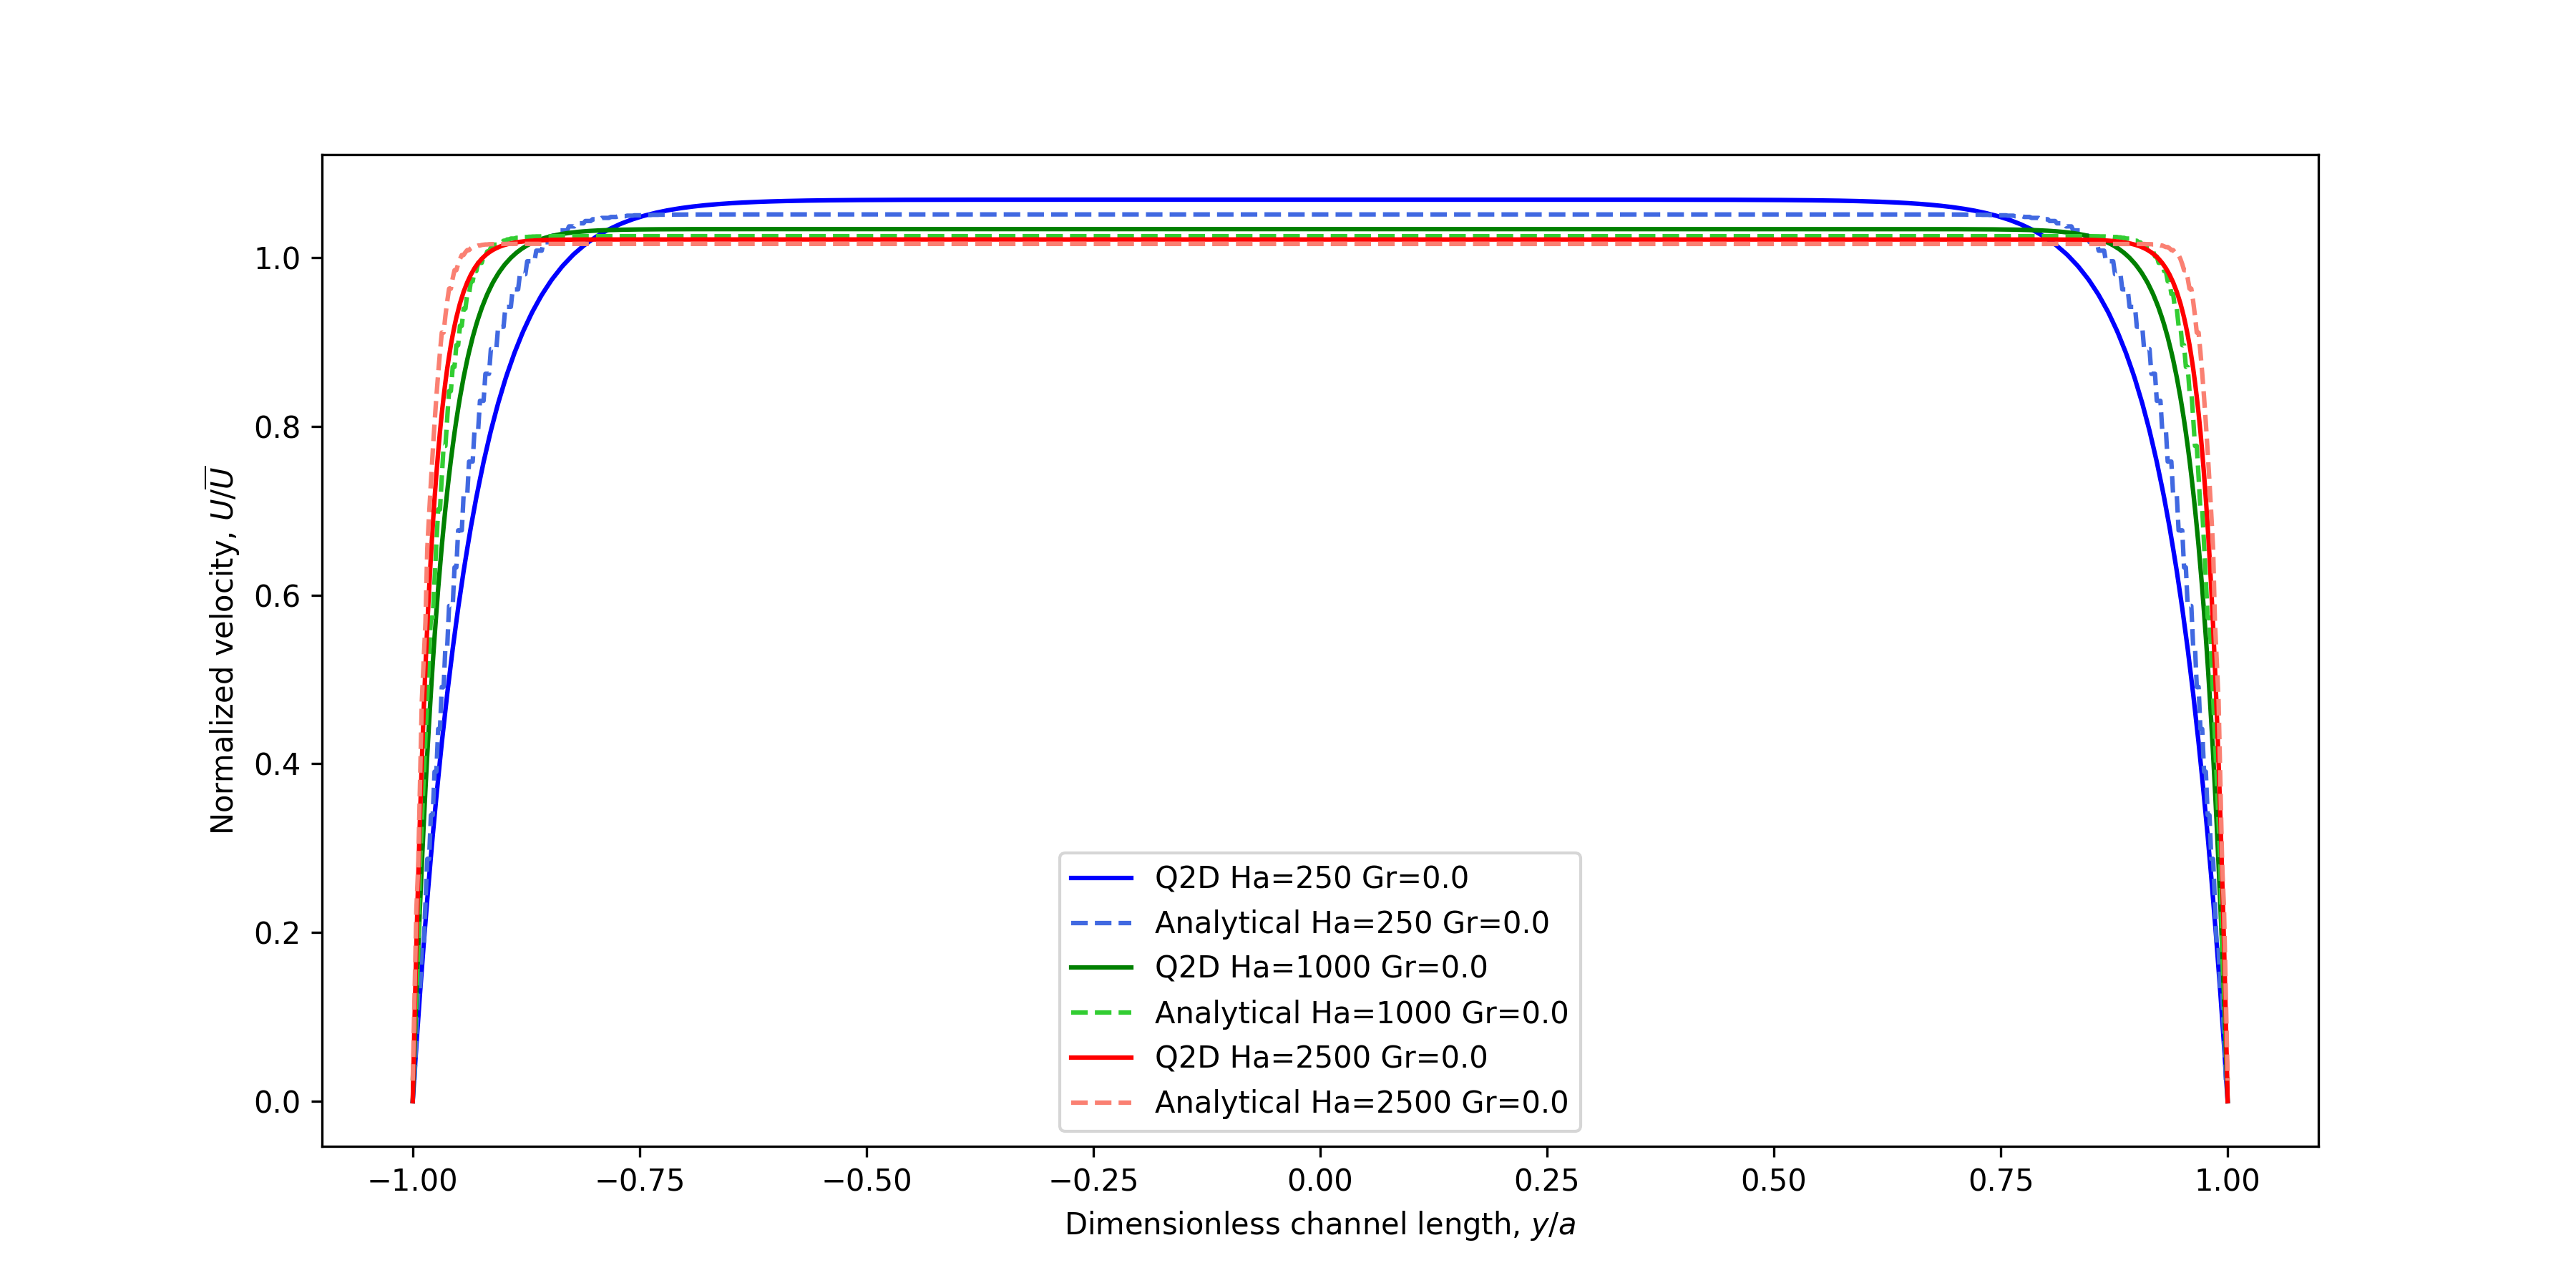 1.0
0.8
0.6
0.4
0.2
0.0
Normalized velocity, U/U̅
Q2D Ha=250 Gr=0.0
Analytical Ha=250 Gr=0.0
Q2D Ha=1000 Gr=0.0
Analytical Ha=1000 Gr=0.0
Q2D Ha=2500 Gr=0.0
Analytical Ha=2500 Gr=0.0
−1.00 −0.75 −0.50 −0.25 0.00 0.25 0.50 0.75 1.00
Dimensionless channel length, y/a